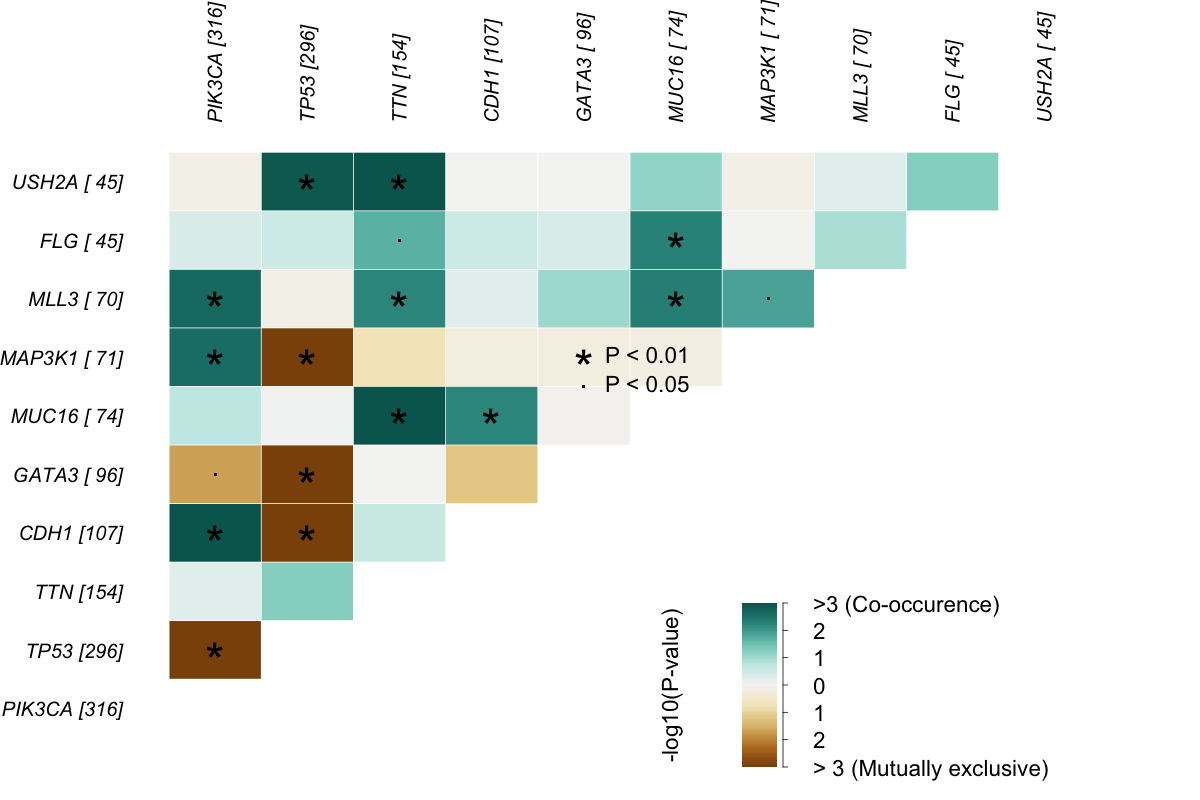 PIK3CA [316]
TP53 [296]
TTN [154]
CDH1 [107]
GATA3 [ 96]
MUC16 [ 74]
MAP3K1 [ 71]
MLL3 [ 70]
FLG [ 45]
USH2A [ 45]
USH2A [ 45] * *
FLG [ 45] · *
MLL3 [ 70] * * * ·
MAP3K1 [ 71] * *
* P < 0.01
· P < 0.05
MUC16 [ 74] * *
GATA3 [ 96] · *
CDH1 [107] * *
TTN [154]
TP53 [296] *
PIK3CA [316]
-log10(P-value)
>3 (Co-occurence)
2
1
0
1
2
> 3 (Mutually exclusive)